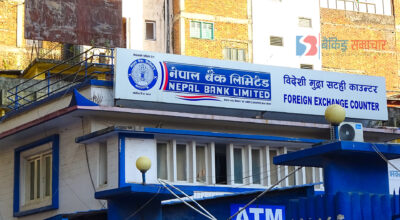 बैंकिङ्ग समाचार
नेपाल बैंक लिमिटेड
NEPAL BANK LIMITED
विदेशी मुद्रा सटही काउन्टर
FOREIGN EXCHANGE COUNTER
ATM